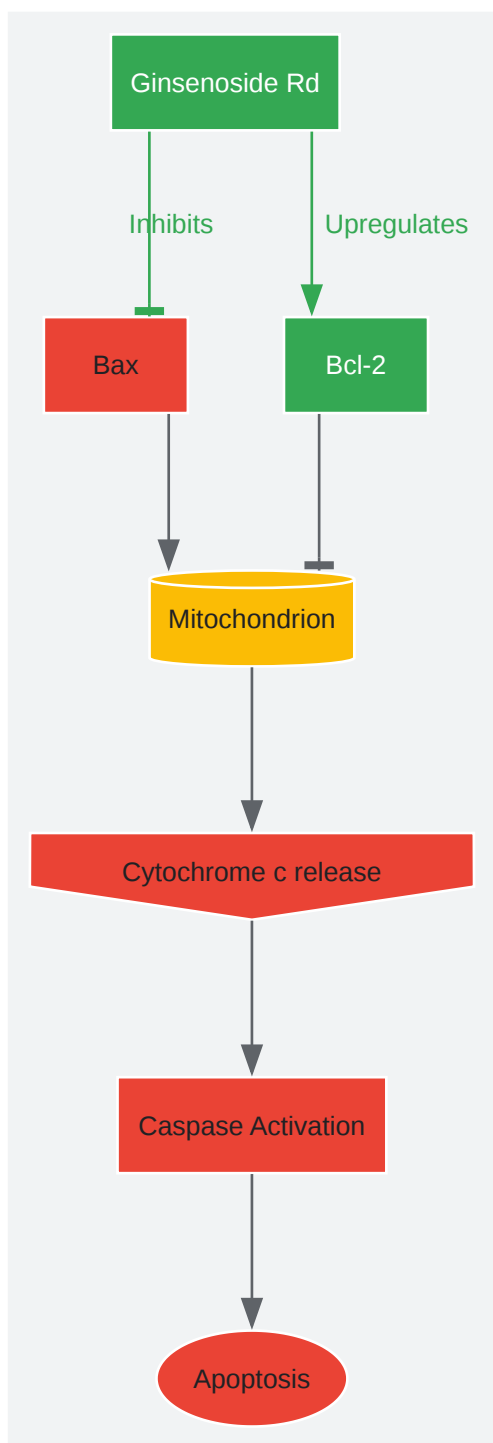 Ginsenoside Rd
Inhibits
Upregulates
Bax
Bcl-2
Mitochondrion
Cytochrome c release
Caspase Activation
Apoptosis